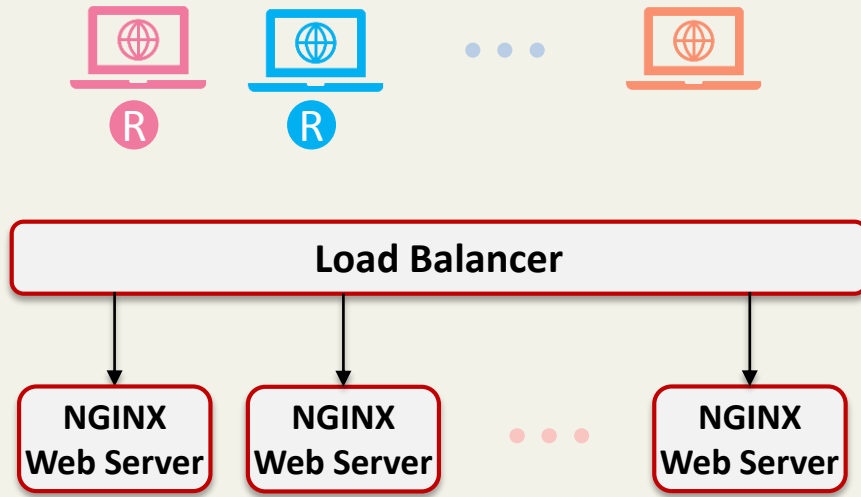 R R
Load Balancer
NGINX NGINX NGINX
Web Server Web Server Web Server